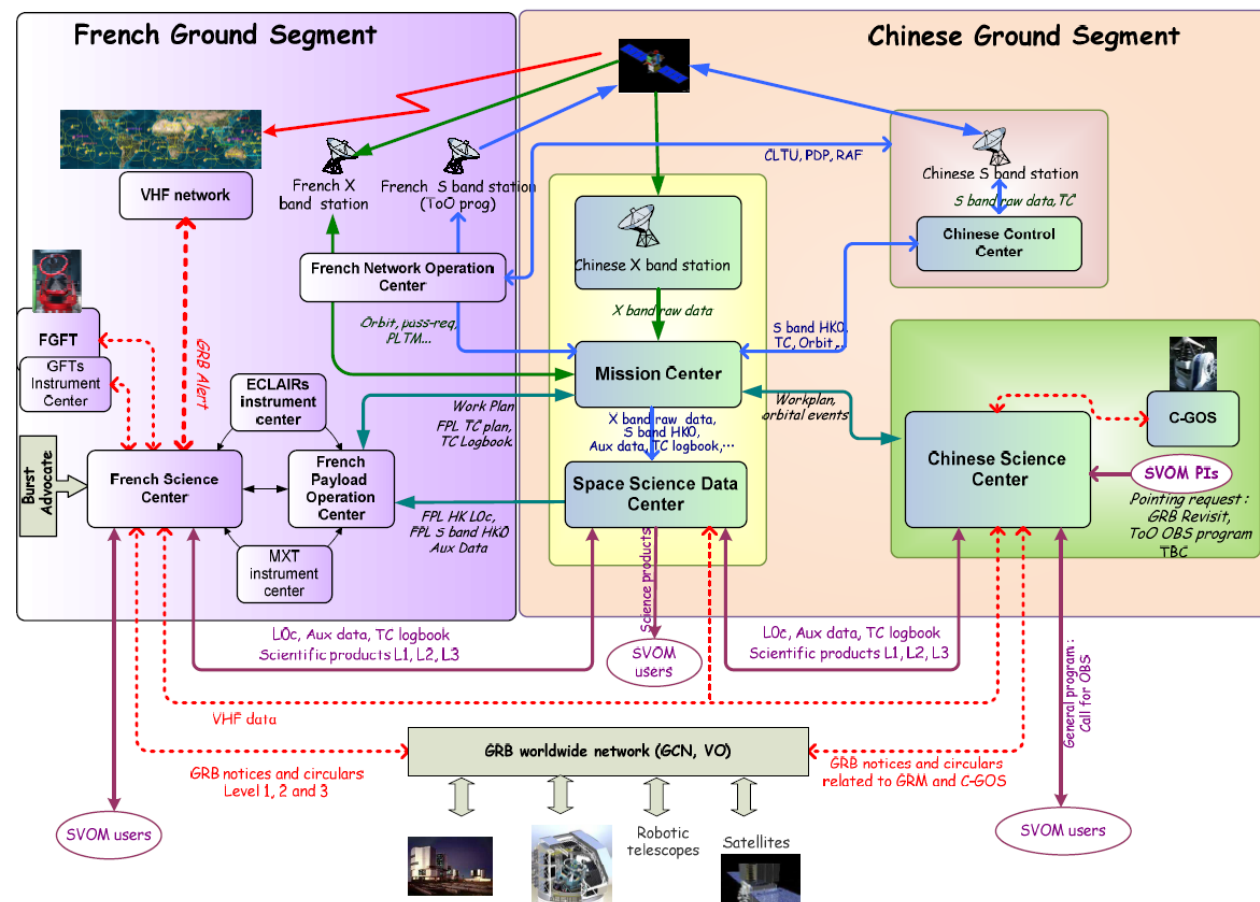 French Ground Segment
Chinese Ground Segment
VHF network
French X
band station
French S band station
(ToO prog)
CLTU, PDP, RAF
Chinese S band station
S band raw data, TC
Chinese Control
Center
Chinese X band station
French Network Operation
Center
X band raw data
Orbit, pass-req,
PLTM...
S band HK0,
TC, Orbit,..
FGFT
GFTs
Instrument
Center
GRB Alert
ECLAIRs
instrument
center
Mission Center
Work Plan
FPL TC plan,
TC Logbook
Workplan,
orbital events
C-GOS
X band raw data,
S band HK0,
Aux data, TC logbook,...
Burst
Advocate
French Science
Center
French
Payload
Operation
Center
Space Science Data
Center
Chinese Science
Center
SVOM PIs
Pointing request :
GRB Revisit,
ToO OBS program
TBC
FPL HK L0c,
FPL S band HK0
Aux Data
MXT
instrument
center
Science products
L0c, Aux data, TC logbook
Scientific products L1, L2, L3
SVOM
users
L0c, Aux data, TC logbook
Scientific products L1, L2, L3
General program :
Call for OBS
VHF data
GRB worldwide network (GCN, VO)
GRB notices and circulars
Level 1, 2 and 3
GRB notices and circulars
related to GRM and C-GOS
SVOM users
Robotic
telescopes
Satellites
SVOM users